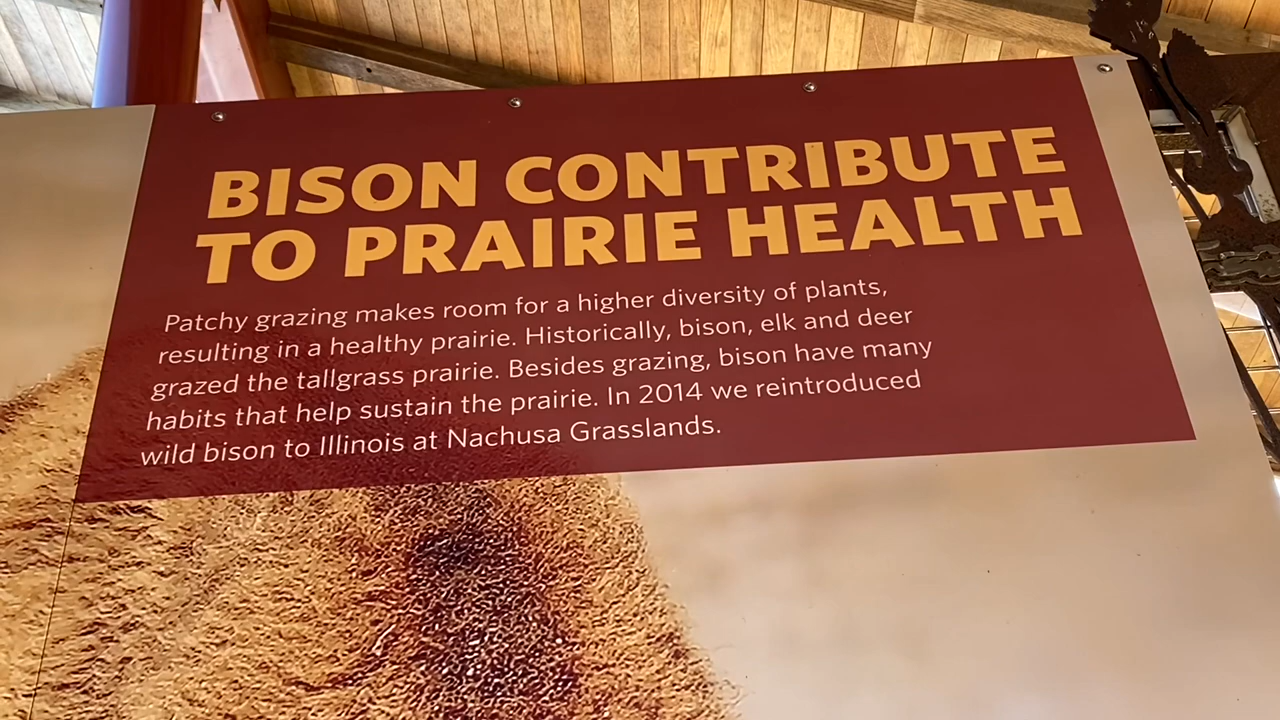 BISON CONTRIBUTE
TO PRAIRIE HEALTH
Patchy grazing makes room for a higher diversity of plants,
resulting in a healthy prairie. Historically, bison, elk and deer
grazed the tallgrass prairie. Besides grazing, bison have many
habits that help sustain the prairie. In 2014 we reintroduced
wild bison to Illinois at Nachusa Grasslands.